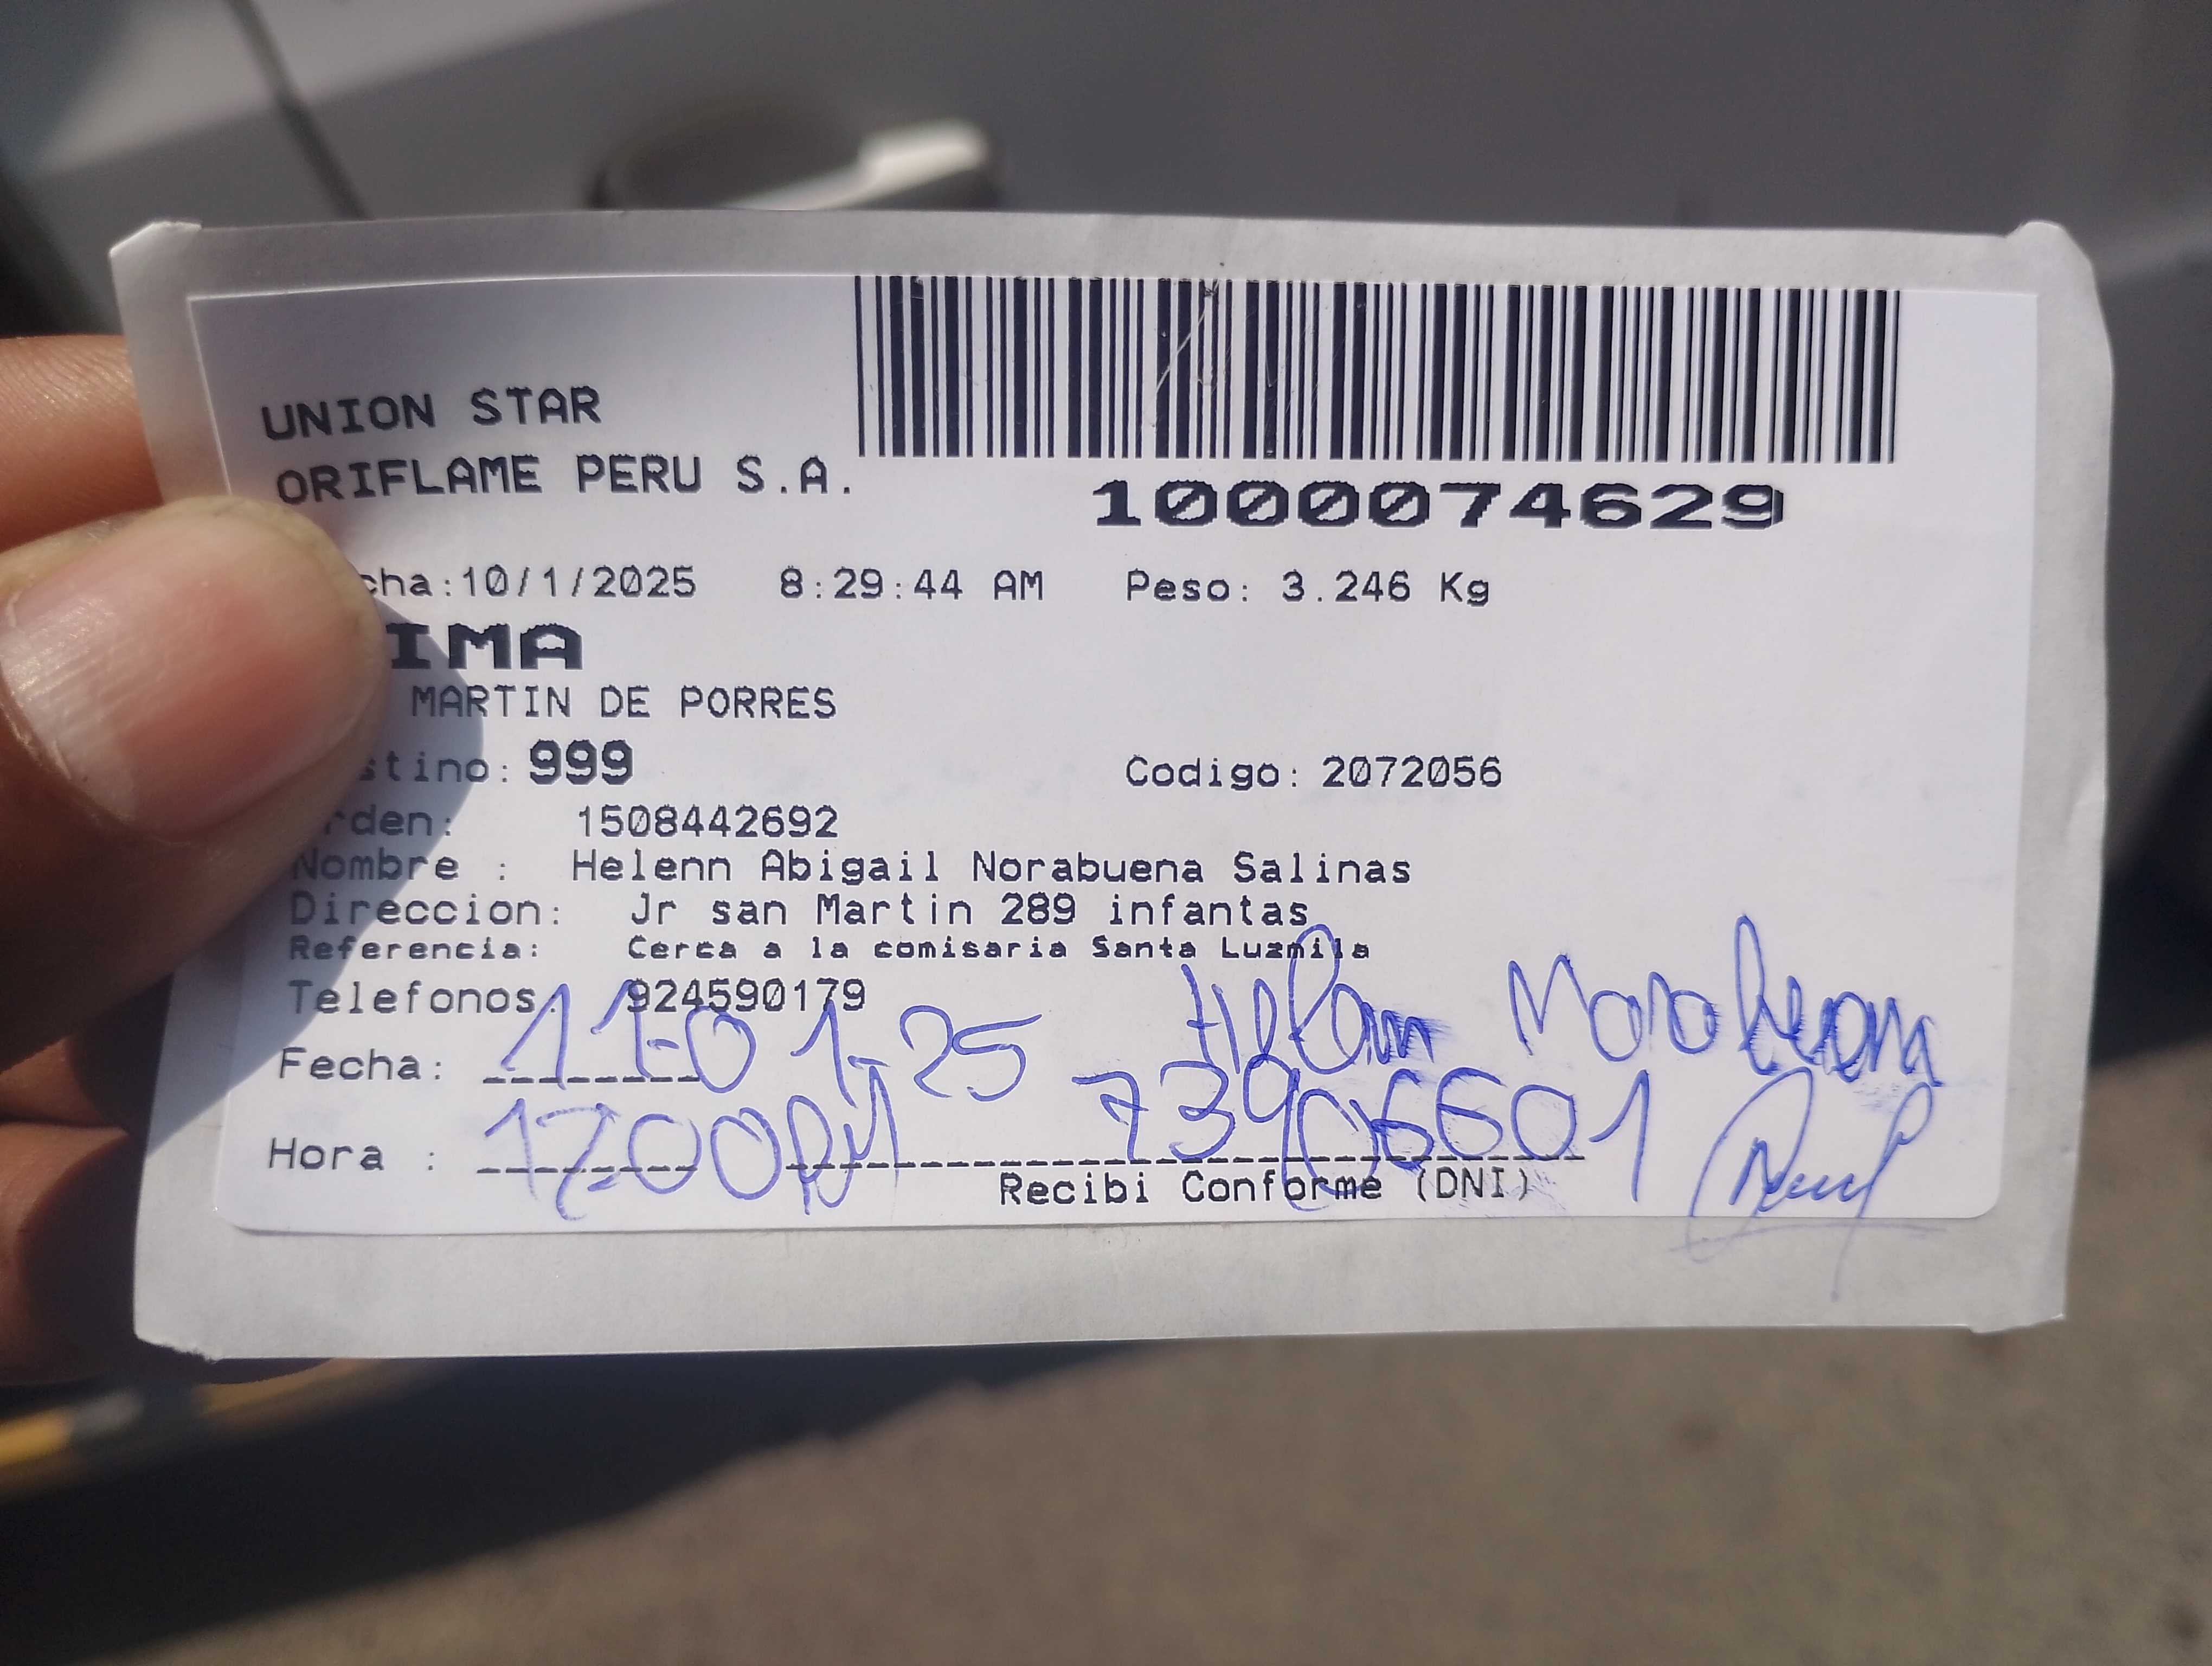 UNION STAR
ORIFLAME PERU S.A.
1000074629
cha:10/1/2025 8:29:44 AM Peso: 3.246 Kg
IMA
MARTIN DE PORRES
stino: 999 Codigo: 2072056
rden: 1508442692
Nombre : Helenn Abigail Norabuena Salinas
Direccion: Jr san Martin 289 infantas
Referencia: Cerca a la comisaria Santa Luzmila
Telefonos: 924590179
Fecha: 11-01-25
73906601
Hora :
Recibi Conforme (DNI)